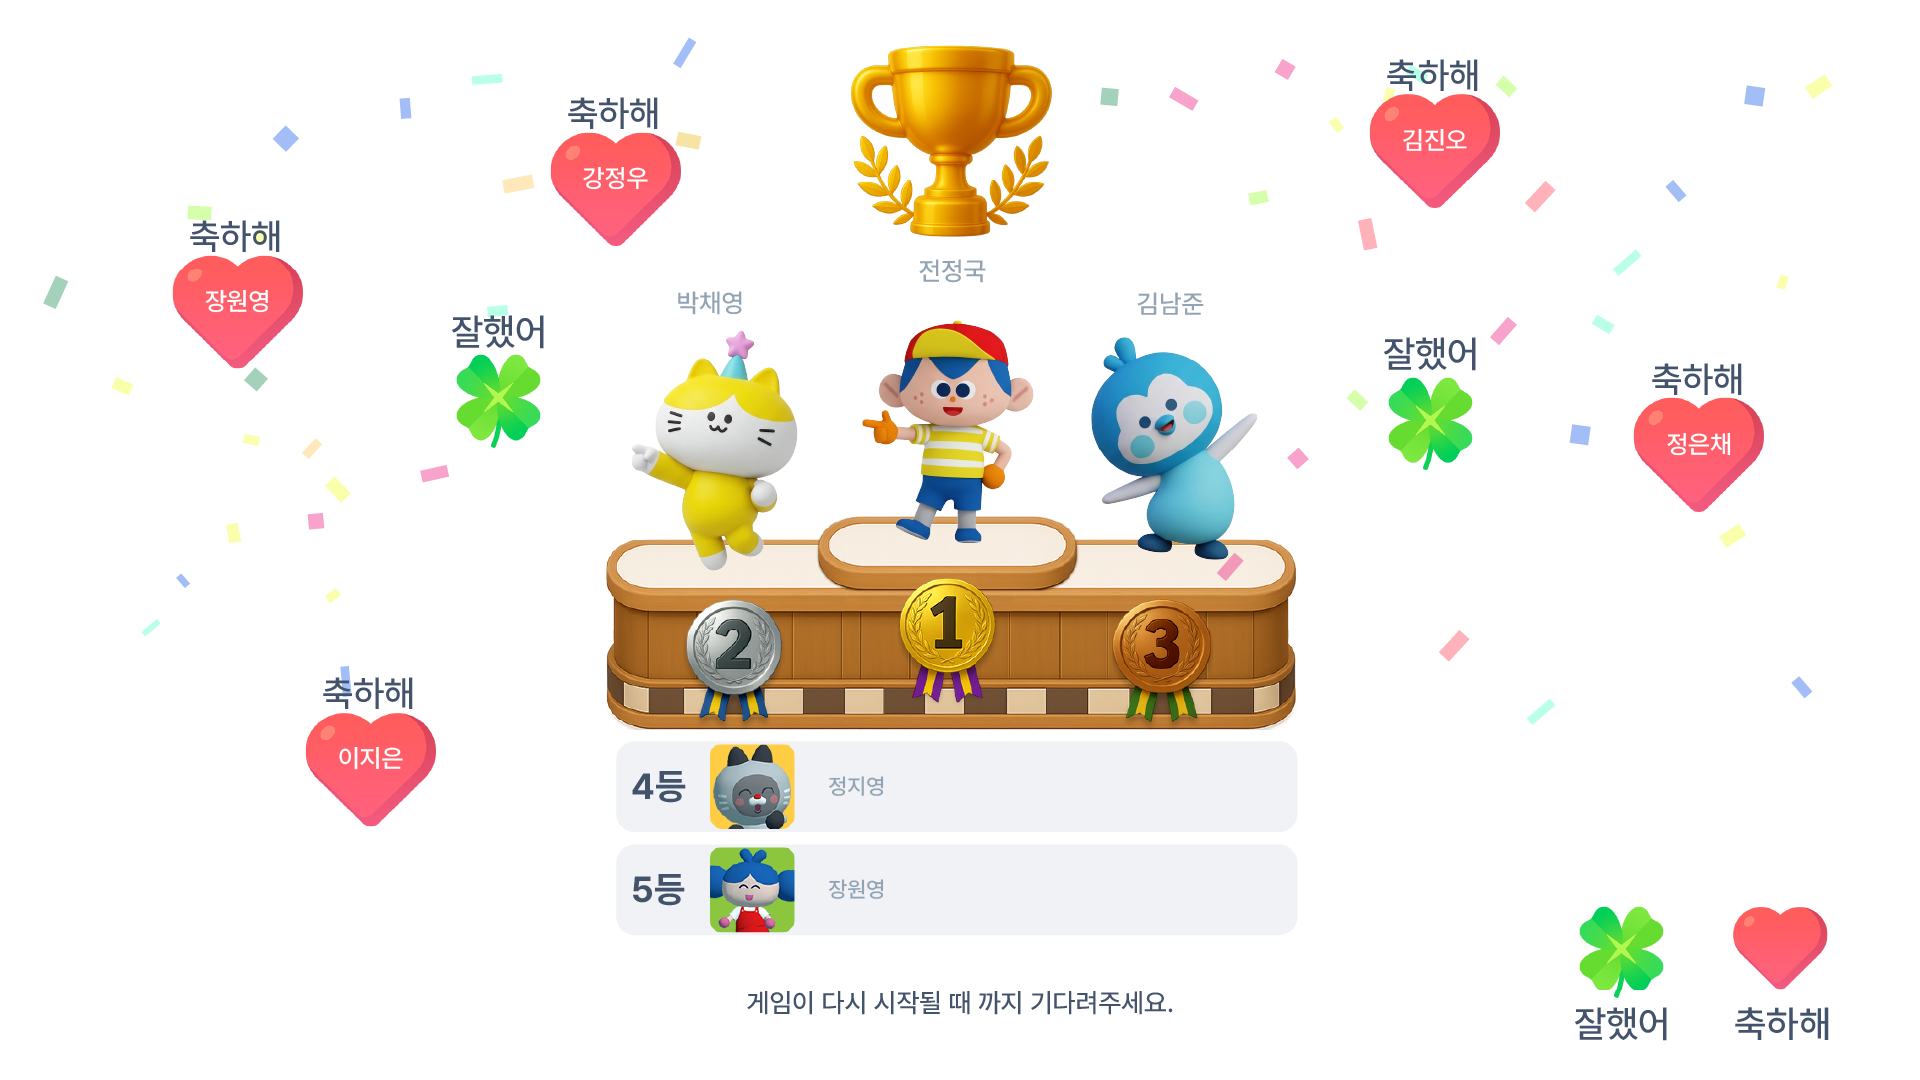 축하해
김진오
축하해
강정우
축하해
장원영
전정국
박채영
김남준
잘했어
잘했어
축하해
정은채
1
2
3
축하해
이지은
4등
정지영
5등
장원영
게임이 다시 시작될 때 까지 기다려주세요.
잘했어
축하해